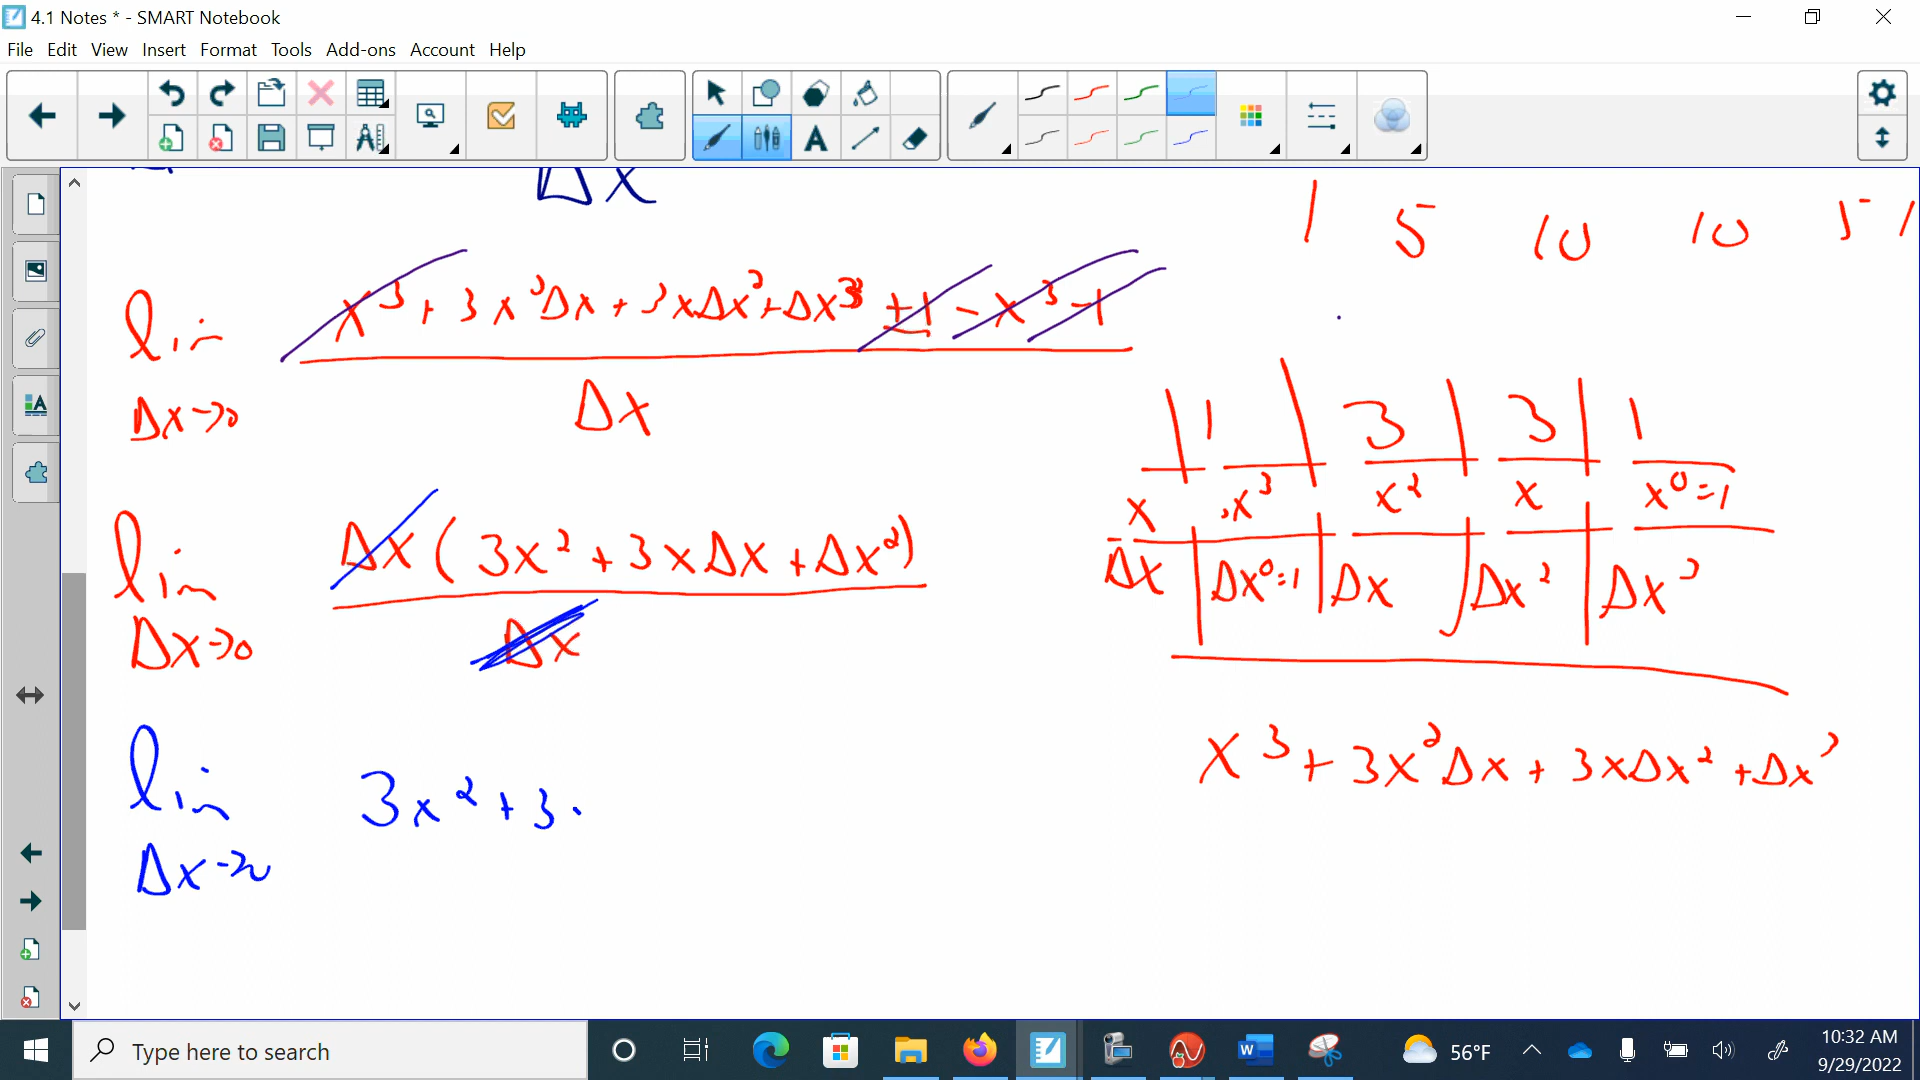 4.1 Notes * - SMART Notebook
File Edit View Insert Format Tools Add-ons Account Help
Δx
1 5 10 10 5 1
lim x³ + 3x²Δx + 3xΔx² + Δx³ +1 - x³ - 1
Δx→0 Δx
1 3 3 1
x x³ x² x x⁰=1
Δx Δx⁰=1 Δx Δx² Δx³
lim Δx(3x² + 3xΔx + Δx²)
Δx→0 Δx
x³ + 3x²Δx + 3xΔx² + Δx³
lim 3x² + 3
Δx→0
Type here to search
56°F
10:32 AM
9/29/2022